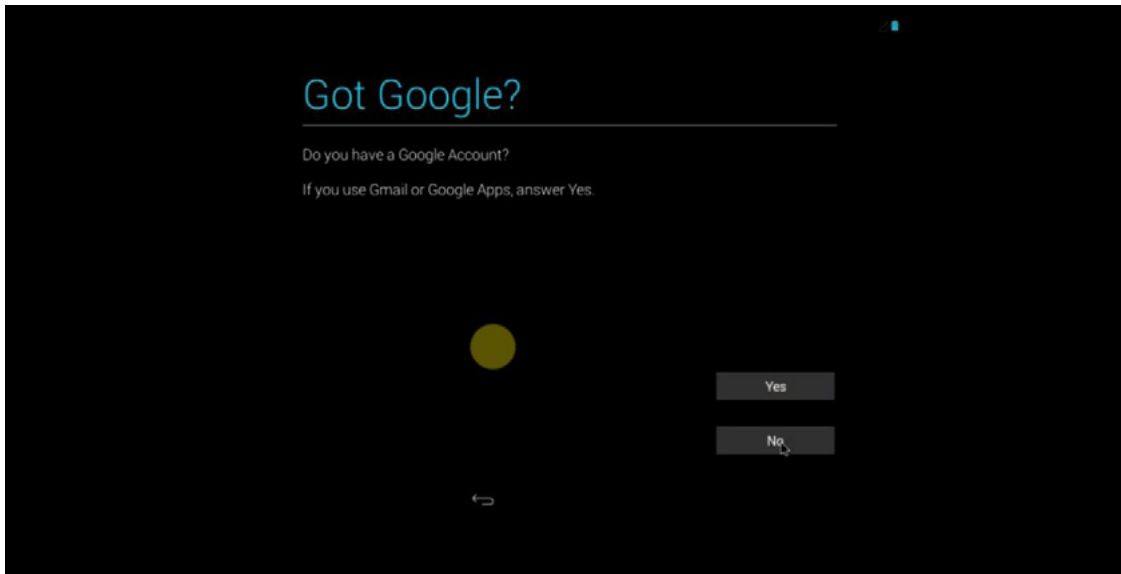 Got Google?
Do you have a Google Account?
If you use Gmail or Google Apps, answer Yes.
Yes
No